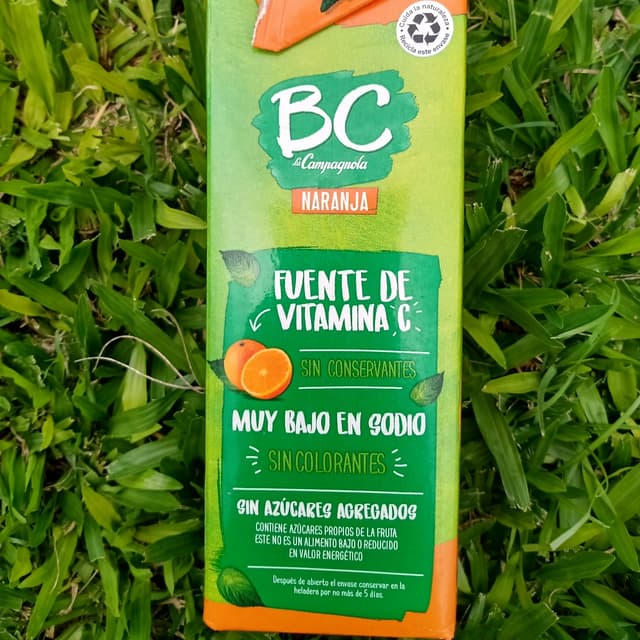 Cuida la naturaleza
Recicla este envase
BC
La Campagnola
NARANJA
FUENTE DE
VITAMINA C
SIN CONSERVANTES
MUY BAJO EN SODIO
SIN COLORANTES
SIN AZÚCARES AGREGADOS
CONTIENE AZÚCARES PROPIOS DE LA FRUTA
ESTE NO ES UN ALIMENTO BAJO O REDUCIDO
EN VALOR ENERGÉTICO
Después de abierto el envase conservar en la
heladera por no más de 5 días.